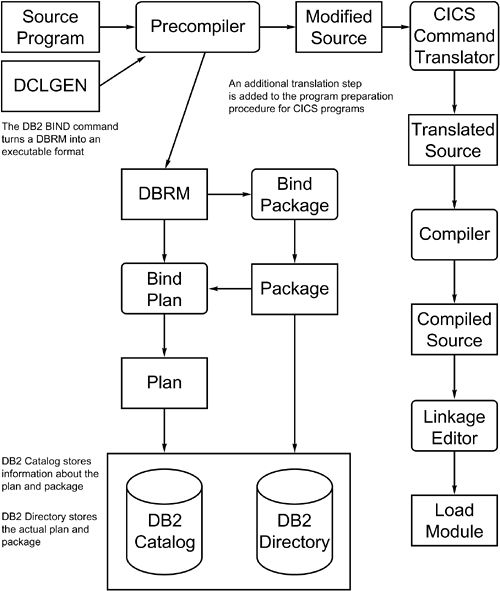 Source
Program
Precompiler
Modified
Source
CICS
Command
Translator
DCLGEN
An additional translation step
is added to the program preparation
procedure for CICS programs
The DB2 BIND command
turns a DBRM into an
executable format
Translated
Source
DBRM
Bind
Package
Compiler
Bind
Plan
Package
Compiled
Source
Plan
Linkage
Editor
DB2 Catalog stores
information about the
plan and package
DB2 Directory stores
the actual plan and
package
DB2
Catalog
DB2
Directory
Load
Module